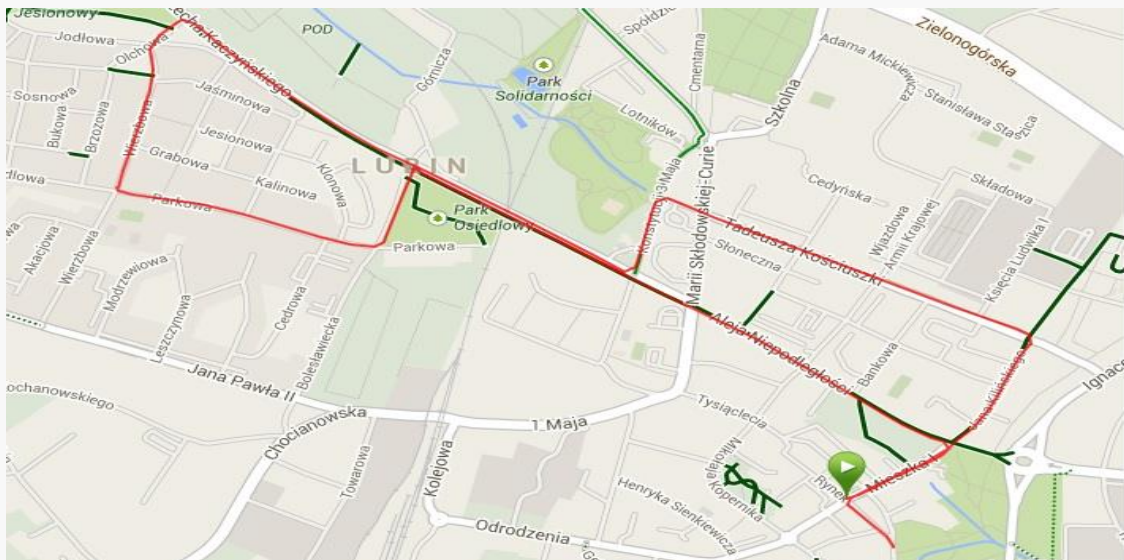 Jesionowy
Lecha Kaczyńskiego
Jodłowa
Olchowa
POD
Górnicza
Spółdzie
Zielonogórska
Adama Mickiewicza
Stanisława Staszica
Park
Solidarności
Cmentarna
Szkolna
Lotników
Sosnowa
Bukowa
Brzozowa
Wierzbowa
Jaśminowa
Jesionowa
Grabowa
Kalinowa
Klonowa
LUBIN
Konstytucji 3 Maja
Marii Skłodowskiej-Curie
Cedyńska
Składowa
Wjazdowa
Armii Krajowej
Księcia Ludwika I
dłowa
Parkowa
Park
Osiedlowy
Parkowa
Tadeusza Kościuszki
Słoneczna
Akacjowa
Wierzbowa
Modrzewiowa
Leszczynowa
Cedrowa
Bolesławiecka
Jana Pawła II
Aleja Niepodległości
Bankowa
Jana Kilińskiego
Ignace
ochanowskiego
Chocianowska
1 Maja
Tysiąclecia
Mikołaja
Kopernika
Rynek
Mieszka I
Towarowa
Kolejowa
Henryka Sienkiewicza
Odrodzenia